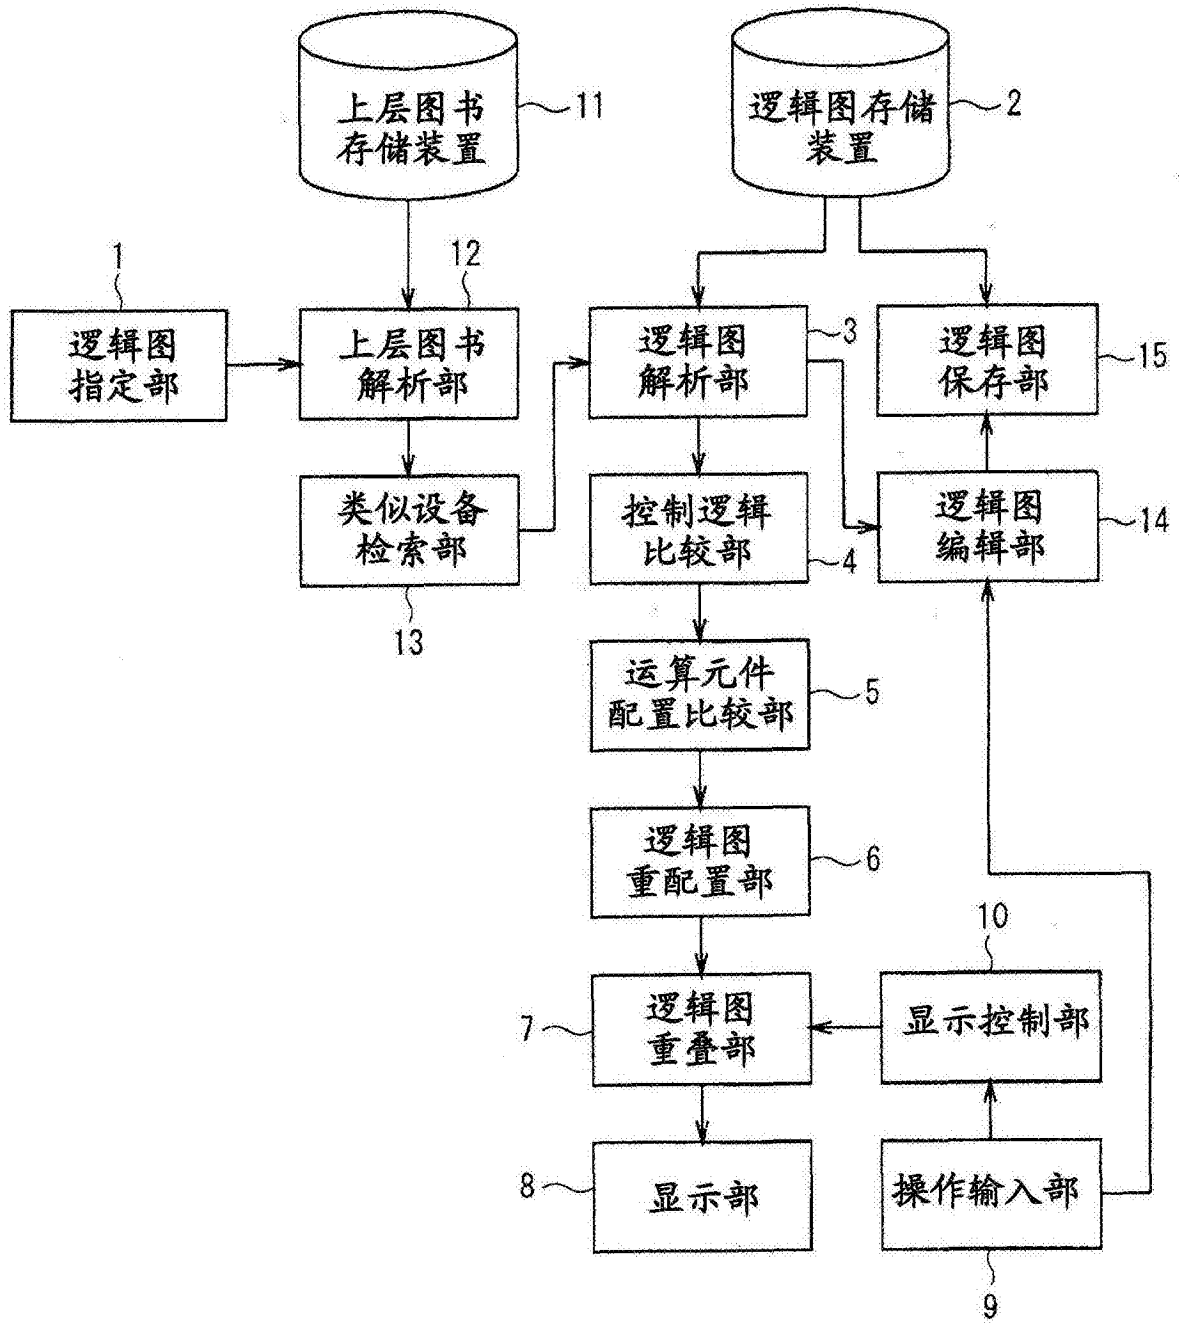 上层图书
存储装置
11
逻辑图存储
装置
2
1
逻辑图
指定部
12
上层图书
解析部
逻辑图
解析部
3
逻辑图
保存部
15
类似设备
检索部
13
控制逻辑
比较部
4
逻辑图
编辑部
14
运算元件
配置比较部
5
逻辑图
重配置部
6
10
7
逻辑图
重叠部
显示控制部
8
显示部
操作输入部
9